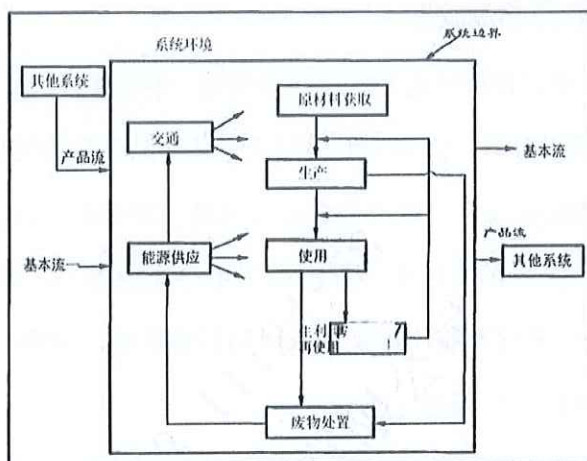 系统环境
系统边界
其他系统
原材料获取
交通
产品流
基本流
生产
产品流
基本流
能源供应
使用
其他系统
再使用
废物处置